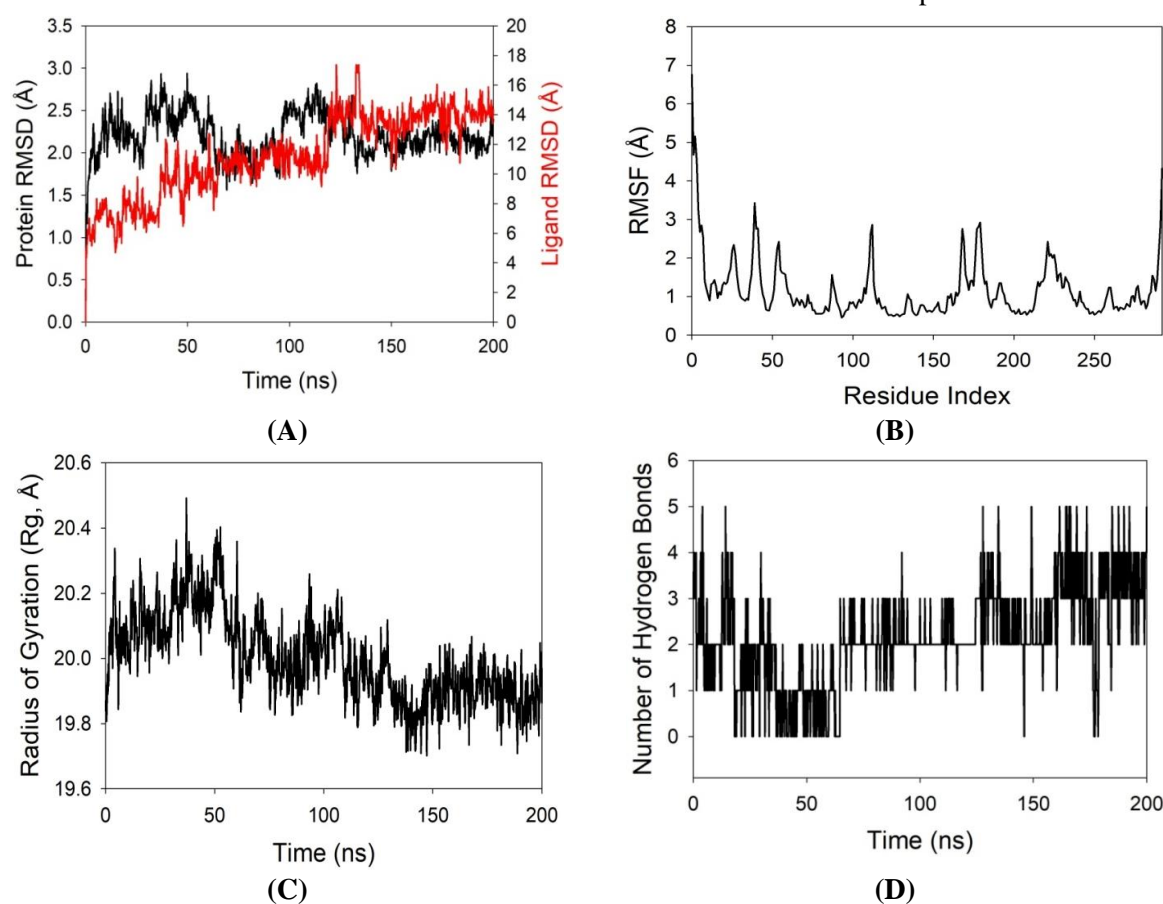 3.5
3.0
2.5
2.0
1.5
1.0
0.5
0.0
Protein RMSD (Å)
20
18
16
14
12
10
8
6
4
2
0
Ligand RMSD (Å)
0 50 100 150 200
Time (ns)
(A)
8
7
6
5
4
3
2
1
0
RMSF (Å)
0 50 100 150 200 250
Residue Index
(B)
20.6
20.4
20.2
20.0
19.8
19.6
Radius of Gyration (Rg, Å)
0 50 100 150 200
Time (ns)
(C)
6
5
4
3
2
1
0
Number of Hydrogen Bonds
0 50 100 150 200
Time (ns)
(D)